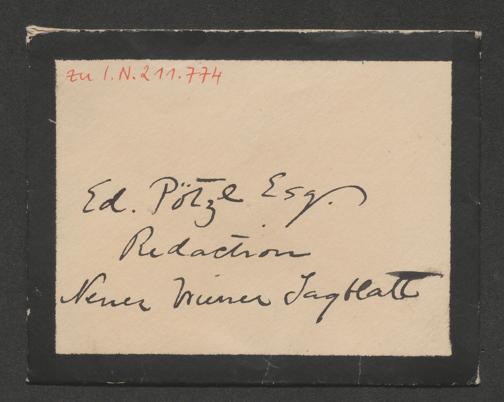 zu I.N. 211.774
Ed. Pötzl Esq.
Redaction
Neues Wiener Tagblatt